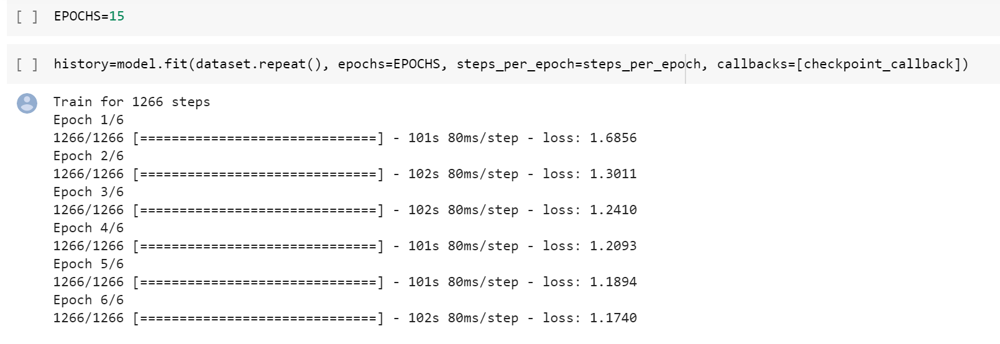 [ ] EPOCHS=15
[ ] history=model.fit(dataset.repeat(), epochs=EPOCHS, steps_per_epoch=steps_per_epoch, callbacks=[checkpoint_callback])
Train for 1266 steps
Epoch 1/6
1266/1266 [==============================] - 101s 80ms/step - loss: 1.6856
Epoch 2/6
1266/1266 [==============================] - 102s 80ms/step - loss: 1.3011
Epoch 3/6
1266/1266 [==============================] - 102s 80ms/step - loss: 1.2410
Epoch 4/6
1266/1266 [==============================] - 101s 80ms/step - loss: 1.2093
Epoch 5/6
1266/1266 [==============================] - 101s 80ms/step - loss: 1.1894
Epoch 6/6
1266/1266 [==============================] - 102s 80ms/step - loss: 1.1740